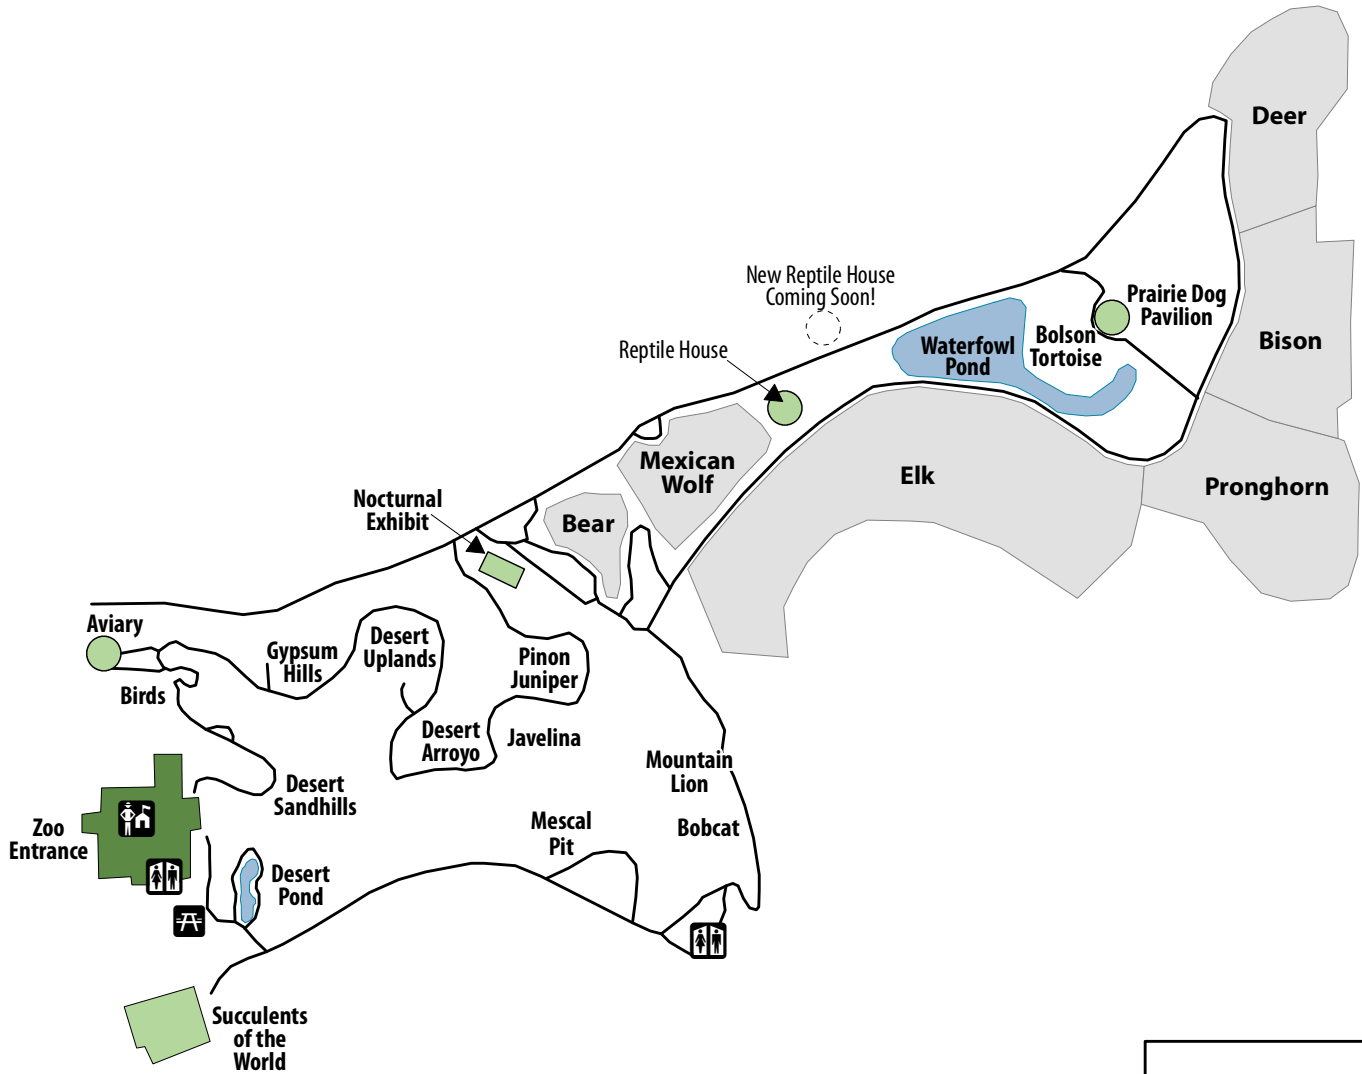 Deer
New Reptile House
Coming Soon!
Prairie Dog
Pavilion
Bolson
Tortoise
Waterfowl
Pond
Bison
Reptile House
Mexican
Wolf
Elk
Pronghorn
Nocturnal
Exhibit
Bear
Aviary
Gypsum
Hills
Desert
Uplands
Pinon
Juniper
Birds
Desert
Arroyo
Javelina
Mountain
Lion
Desert
Sandhills
Zoo
Entrance
Mescal
Pit
Bobcat
Desert
Pond
Succulents
of the
World